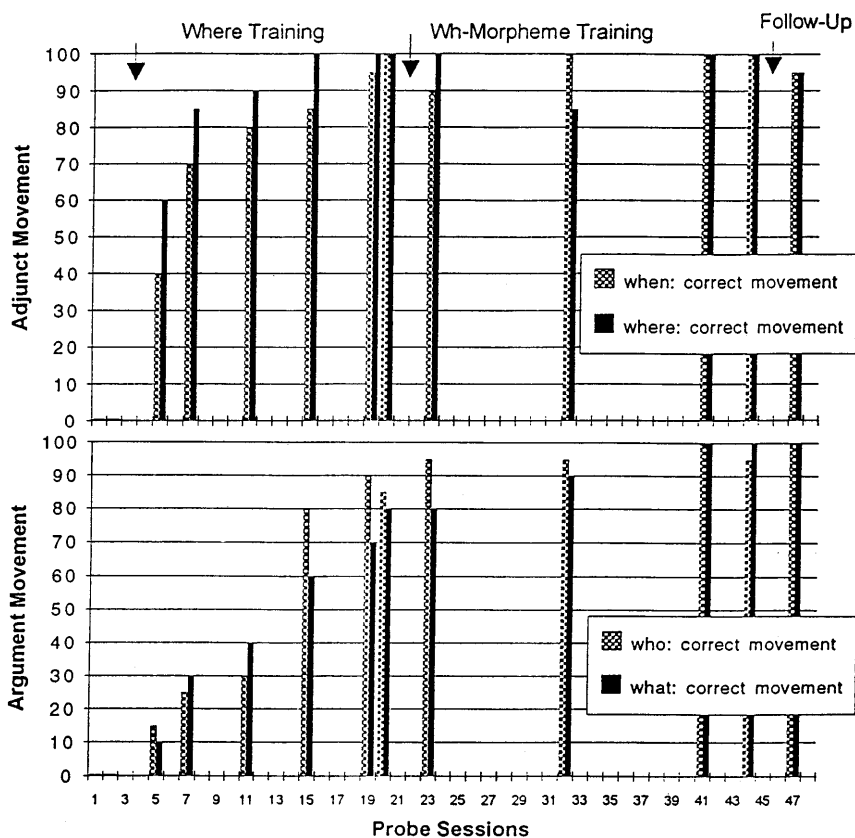 Where Training Wh-Morpheme Training Follow-Up
Adjunct Movement
100
90
80
70
60
50
40
30
20
10
0
when: correct movement
where: correct movement
Argument Movement
100
90
80
70
60
50
40
30
20
10
0
who: correct movement
what: correct movement
1 3 5 7 9 11 13 15 17 19 21 23 25 27 29 31 33 35 37 39 41 43 45 47
Probe Sessions